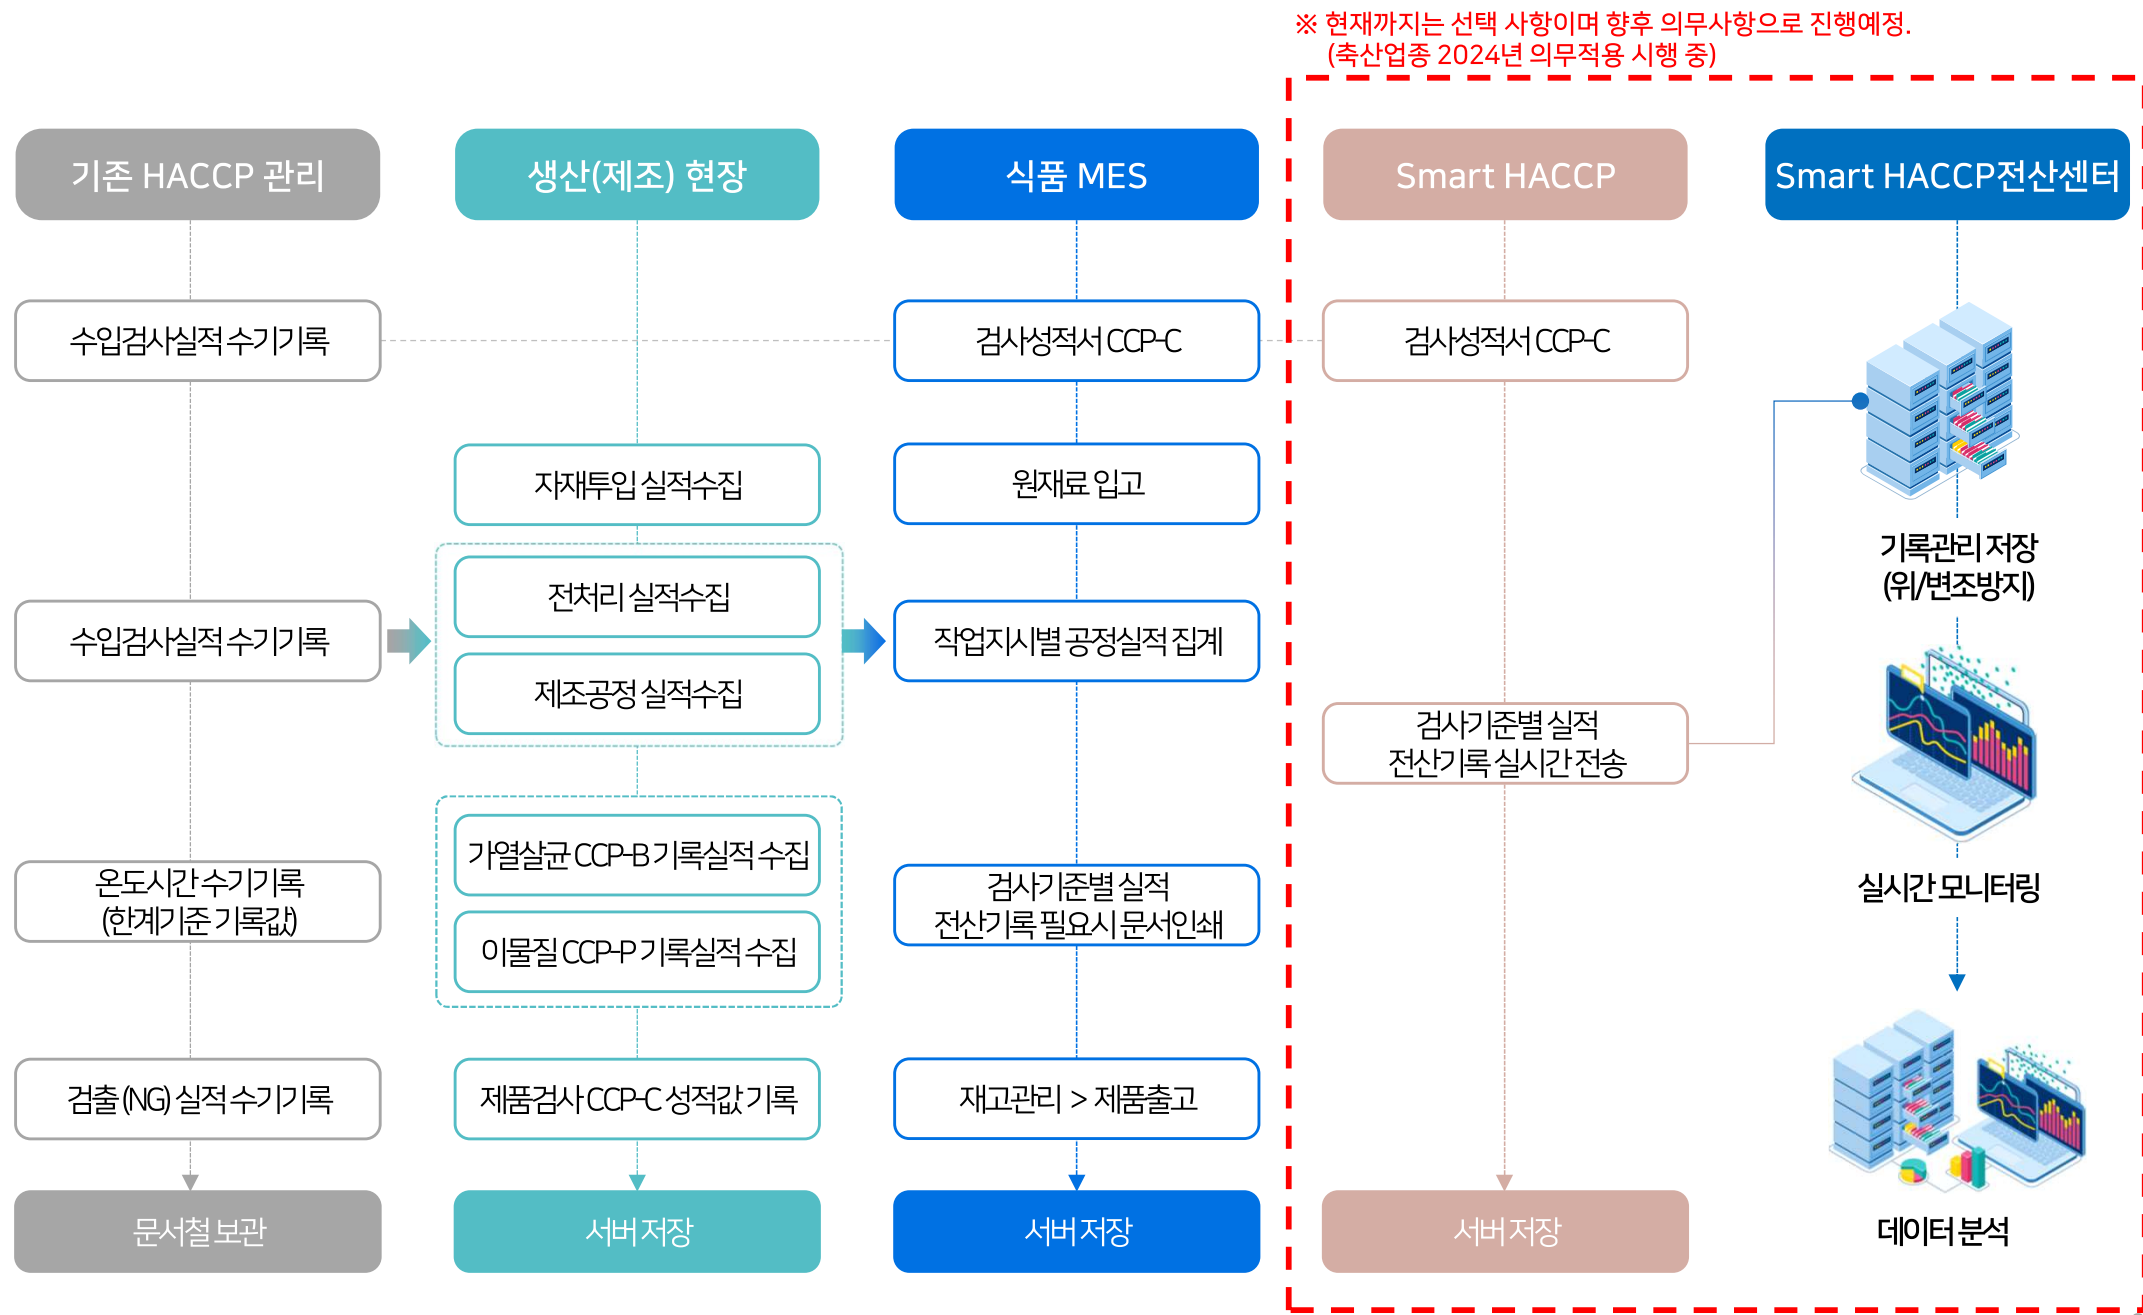 ※ 현재까지는 선택 사항이며 향후 의무사항으로 진행예정.
(축산업종 2024년 의무적용 시행 중)
기존 HACCP 관리
생산(제조) 현장
식품 MES
Smart HACCP
Smart HACCP전산센터
수입검사실적 수기기록
검사성적서 CCP-C
검사성적서 CCP-C
자재투입 실적수집
원재료 입고
기록관리 저장
(위/변조방지)
전처리 실적수집
수입검사실적 수기기록
작업지시별 공정실적 집계
제조공정 실적수집
검사기준별 실적
전산기록 실시간 전송
가열살균 CCP-B 기록실적 수집
온도시간 수기기록
(한계기준 기록값)
검사기준별 실적
전산기록 필요시 문서인쇄
실시간 모니터링
이물질 CCP-P 기록실적 수집
검출 (NG) 실적 수기기록
제품검사 CCP-C 성적값 기록
재고관리 > 제품출고
문서철 보관
서버 저장
서버 저장
서버 저장
데이터 분석